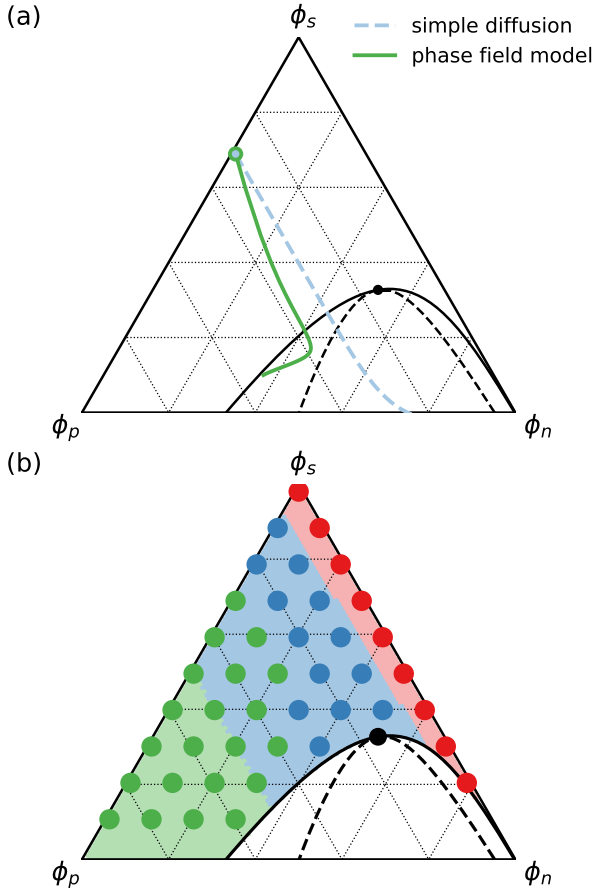 (a)
ϕs
simple diffusion
phase field model
ϕp
ϕn
(b)
ϕs
ϕp
ϕn